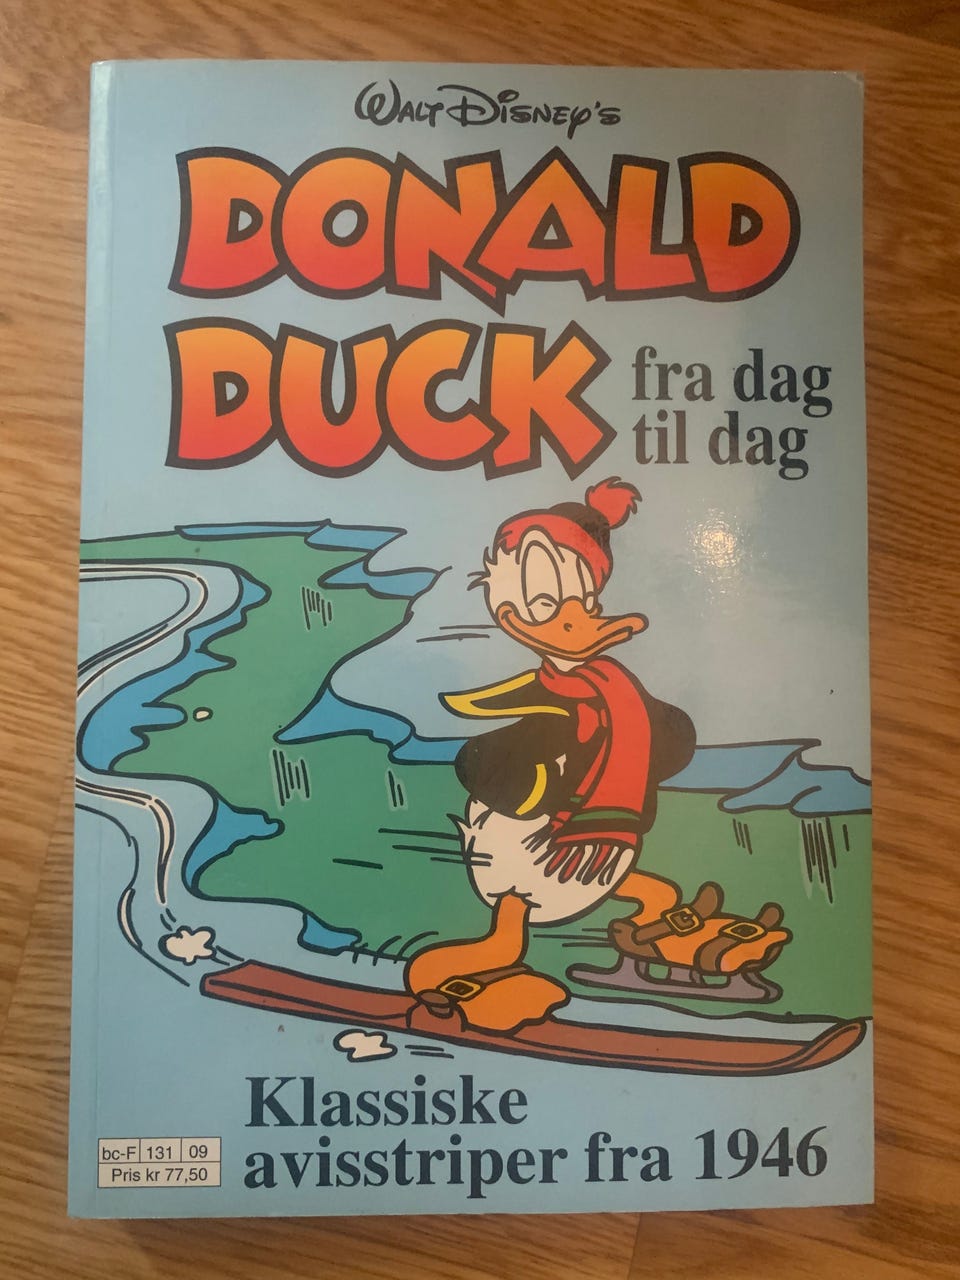 Walt Disney's
DONALD
DUCK
fra dag
til dag
Klassiske
avisstriper fra 1946
bc-F 131 09
Pris kr 77,50